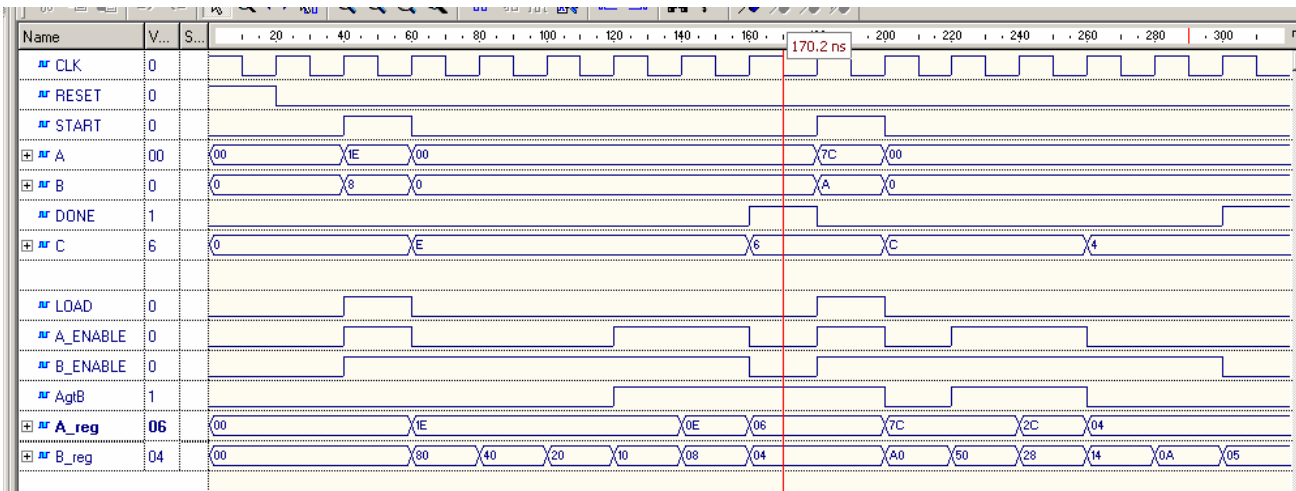 Name V... S... 20 40 60 80 100 120 140 160 200 220 240 260 280 300
170.2 ns
CLK 0
RESET 0
START 0
A 00 00 1E 00 7C 00
B 0 0 8 0 A 0
DONE 1
C 6 0 E 6 C 4
LOAD 0
A_ENABLE 0
B_ENABLE 0
AgtB 1
A_reg 06 00 1E 0E 06 7C 2C 04
B_reg 04 00 80 40 20 10 08 04 A0 50 28 14 0A 05